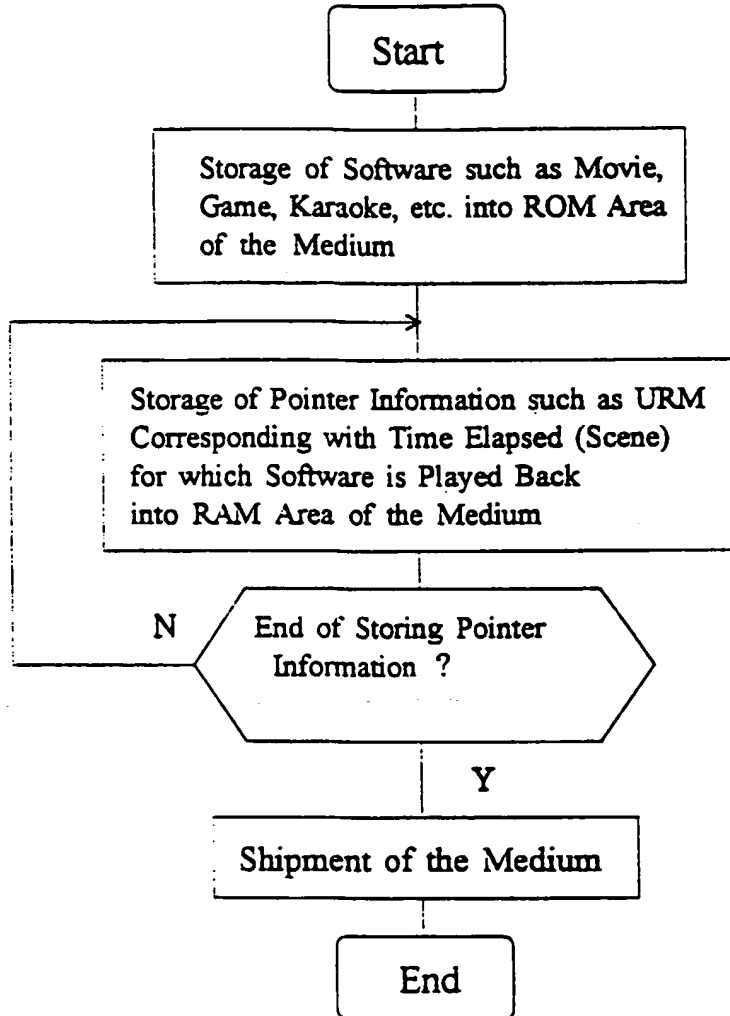 Start
Storage of Software such as Movie,
Game, Karaoke, etc. into ROM Area
of the Medium
Storage of Pointer Information such as URM
Corresponding with Time Elapsed (Scene)
for which Software is Played Back
into RAM Area of the Medium
N
End of Storing Pointer
Information ?
Y
Shipment of the Medium
End